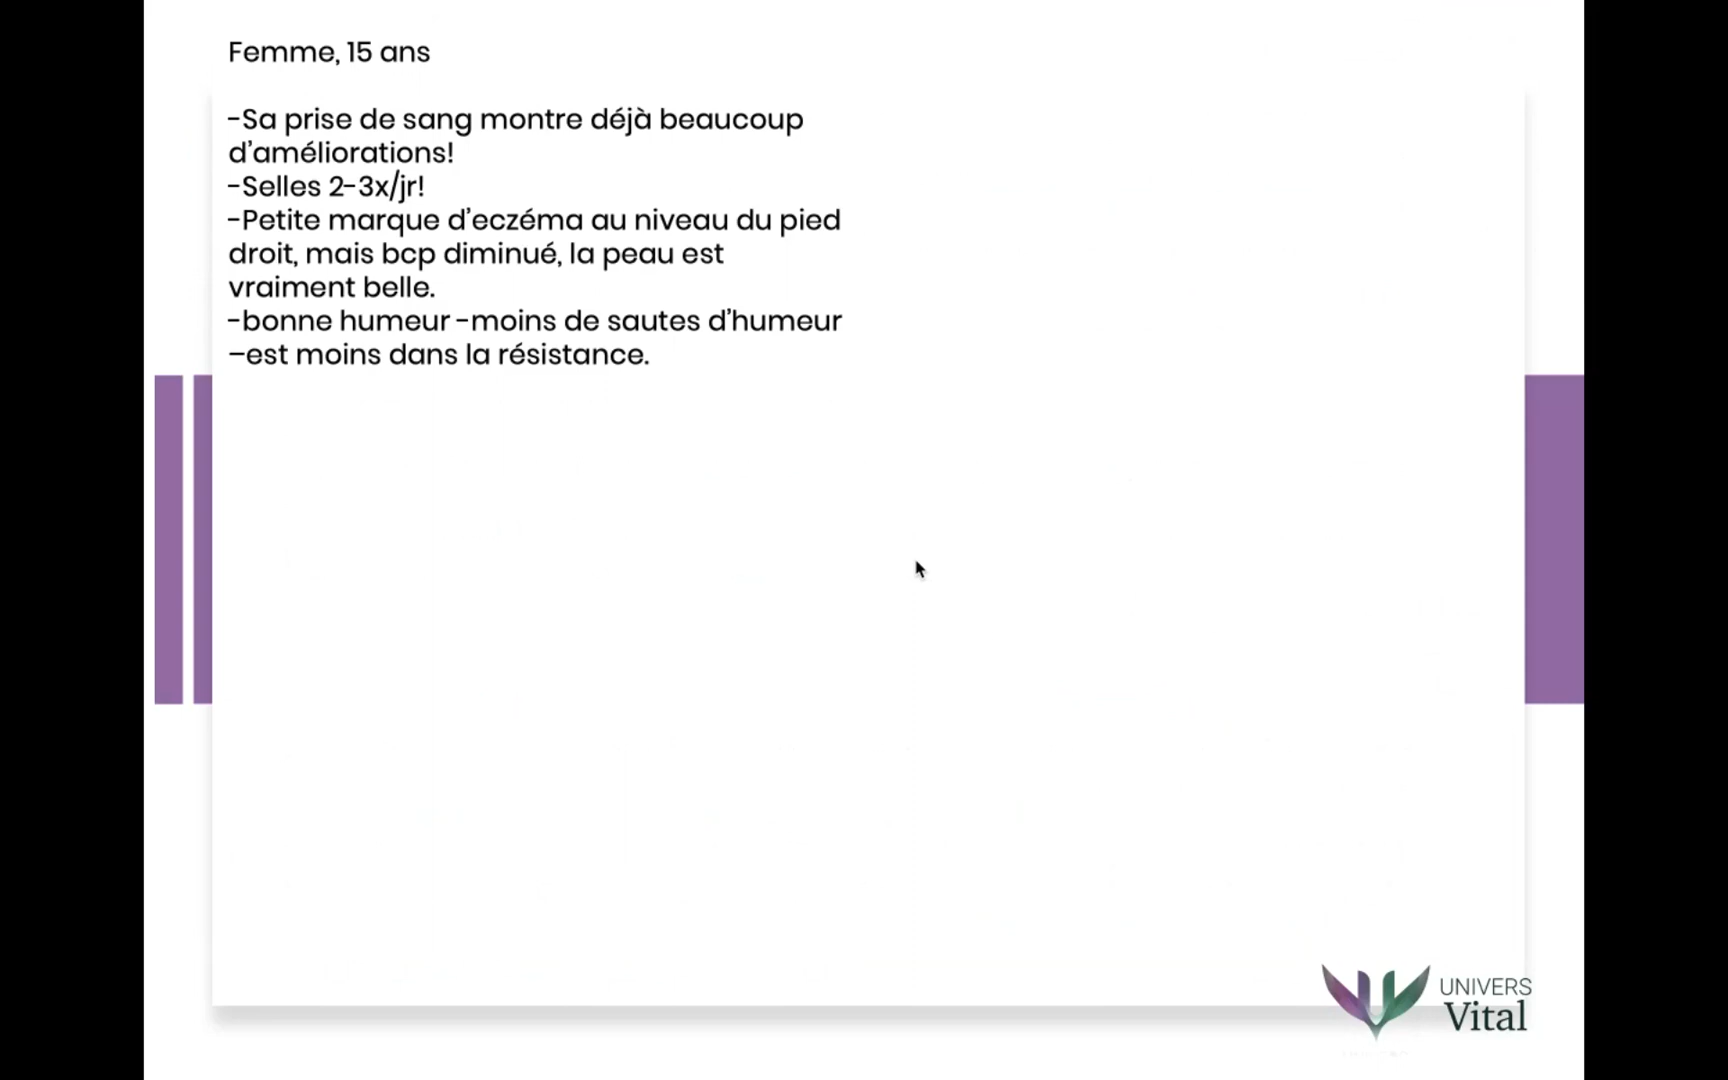 Femme, 15 ans
-Sa prise de sang montre déjà beaucoup
d'améliorations!
-Selles 2-3x/jr!
-Petite marque d'eczéma au niveau du pied
droit, mais bcp diminué, la peau est
vraiment belle.
-bonne humeur -moins de sautes d'humeur
–est moins dans la résistance.
UNIVERS
Vital